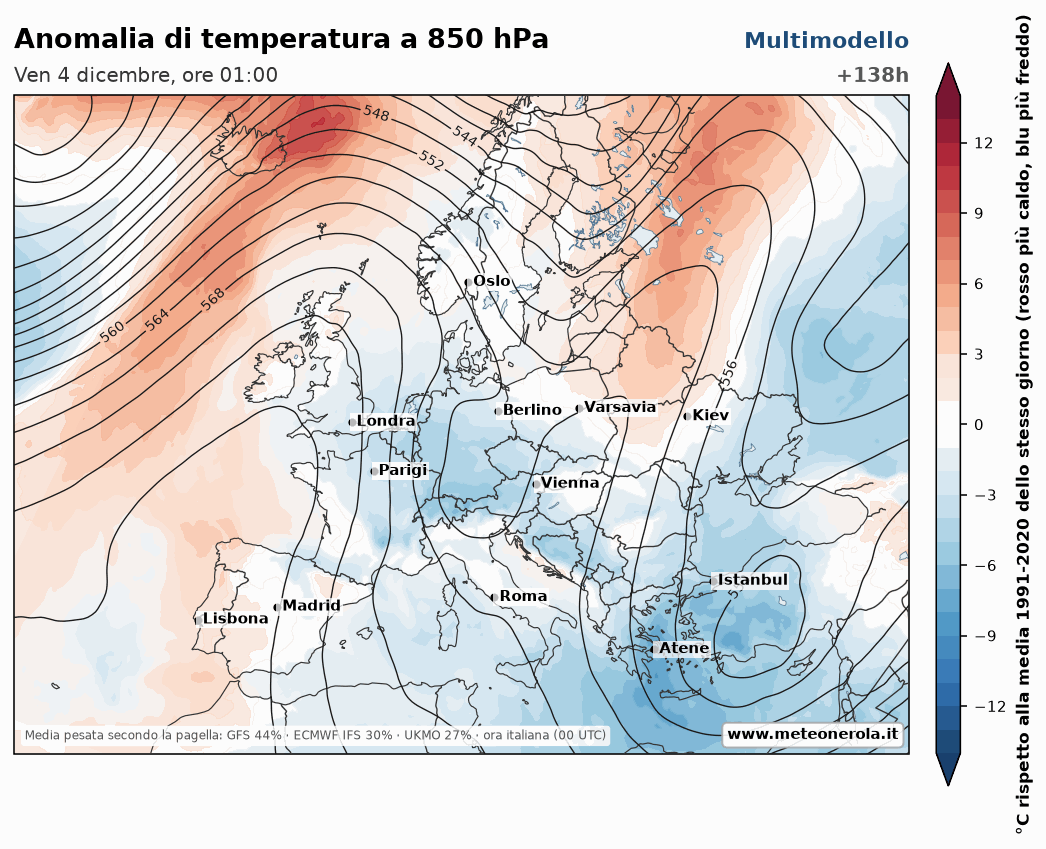 Anomalia di temperatura a 850 hPa
Multimodello
Ven 4 dicembre, ore 01:00
+138h
548
544
552
560
564
568
556
Oslo
Berlino
Varsavia
Kiev
Londra
Parigi
Vienna
Istanbul
Roma
Madrid
Lisbona
Atene
Media pesata secondo la pagella: GFS 44% · ECMWF IFS 30% · UKMO 27% · ora italiana (00 UTC)
www.meteonerola.it
12
9
6
3
0
−3
−6
−9
−12
°C rispetto alla media 1991-2020 dello stesso giorno (rosso più caldo, blu più freddo)